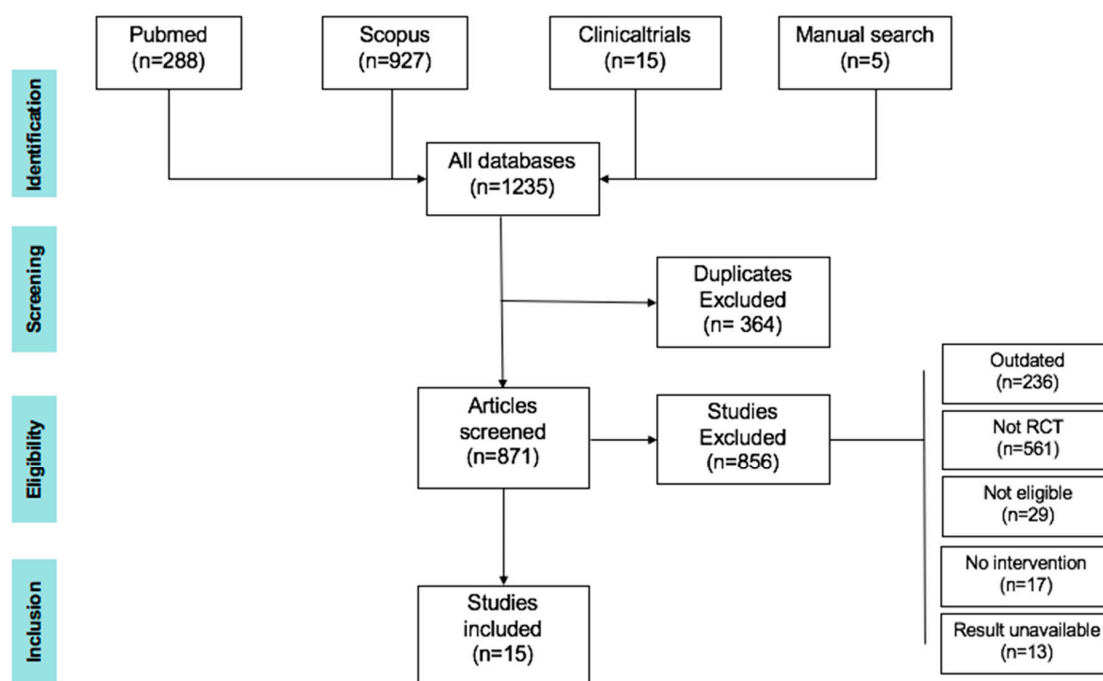 Pubmed
(n=288)
Scopus
(n=927)
Clinicaltrials
(n=15)
Manual search
(n=5)
Identification
All databases
(n=1235)
Screening
Duplicates
Excluded
(n= 364)
Eligibility
Articles
screened
(n=871)
Studies
Excluded
(n=856)
Outdated
(n=236)
Not RCT
(n=561)
Not eligible
(n=29)
No intervention
(n=17)
Result unavailable
(n=13)
Inclusion
Studies
included
(n=15)